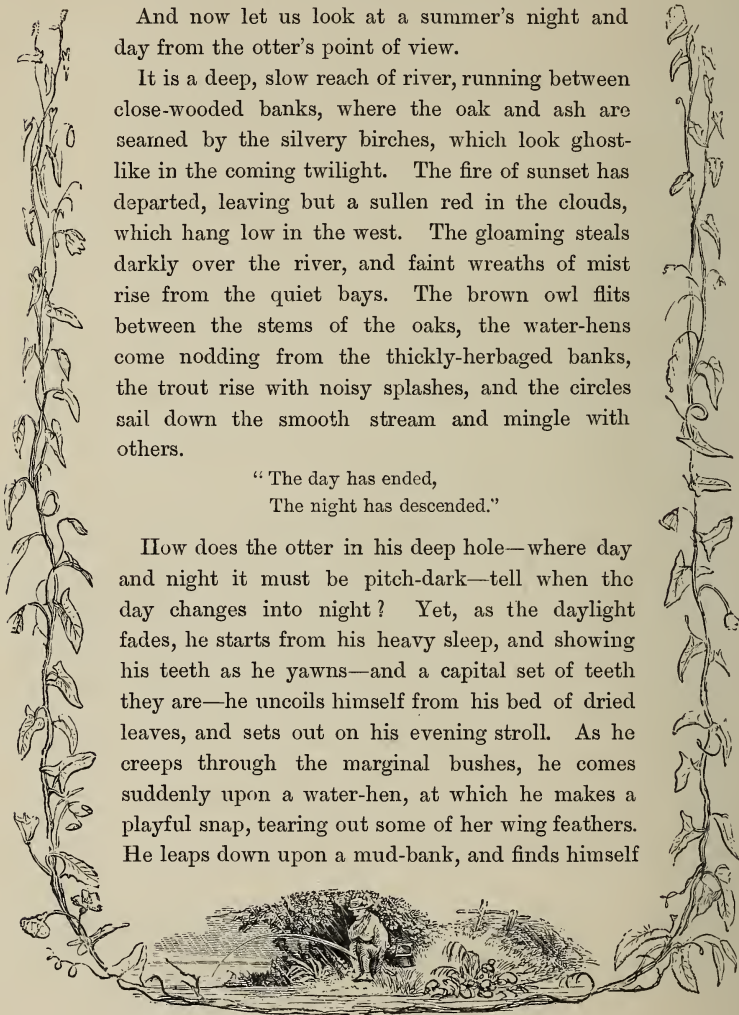 And now let us look at a summer's night and
day from the otter's point of view.
It is a deep, slow reach of river, running between
close-wooded banks, where the oak and ash are
seamed by the silvery birches, which look ghost-
like in the coming twilight. The fire of sunset has
departed, leaving but a sullen red in the clouds,
which hang low in the west. The gloaming steals
darkly over the river, and faint wreaths of mist
rise from the quiet bays. The brown owl flits
between the stems of the oaks, the water-hens
come nodding from the thickly-herbaged banks,
the trout rise with noisy splashes, and the circles
sail down the smooth stream and mingle with
others.
“ The day has ended,
The night has descended.”
How does the otter in his deep hole—where day
and night it must be pitch-dark—tell when the
day changes into night? Yet, as the daylight
fades, he starts from his heavy sleep, and showing
his teeth as he yawns—and a capital set of teeth
they are—he uncoils himself from his bed of dried
leaves, and sets out on his evening stroll. As he
creeps through the marginal bushes, he comes
suddenly upon a water-hen, at which he makes a
playful snap, tearing out some of her wing feathers.
He leaps down upon a mud-bank, and finds himself